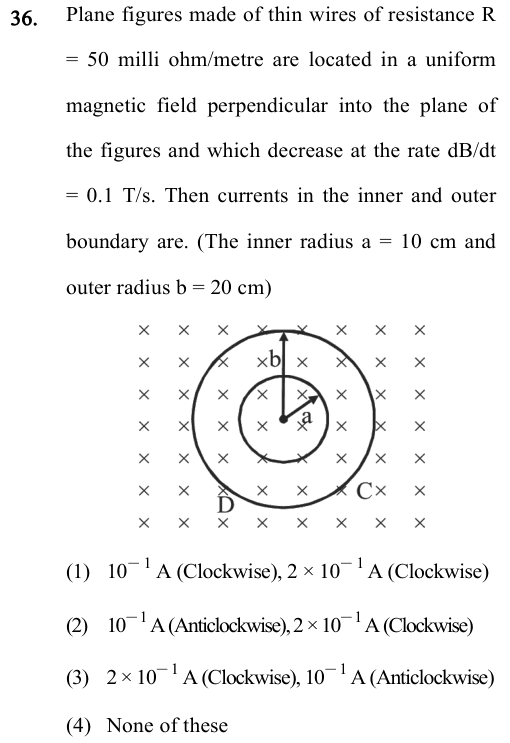 36. Plane figures made of thin wires of resistance R
= 50 milli ohm/metre are located in a uniform
magnetic field perpendicular into the plane of
the figures and which decrease at the rate dB/dt
= 0.1 T/s. Then currents in the inner and outer
boundary are. (The inner radius a = 10 cm and
outer radius b = 20 cm)
× × × × × × × ×
× × × ×b × × × ×
× × × × × × × ×
a
× × × × × × × ×
× × × × × × × ×
× × × × × × C× ×
D
× × × × × × × ×
(1) 10⁻¹ A (Clockwise), 2 × 10⁻¹ A (Clockwise)
(2) 10⁻¹ A (Anticlockwise), 2 × 10⁻¹ A (Clockwise)
(3) 2 × 10⁻¹ A (Clockwise), 10⁻¹ A (Anticlockwise)
(4) None of these